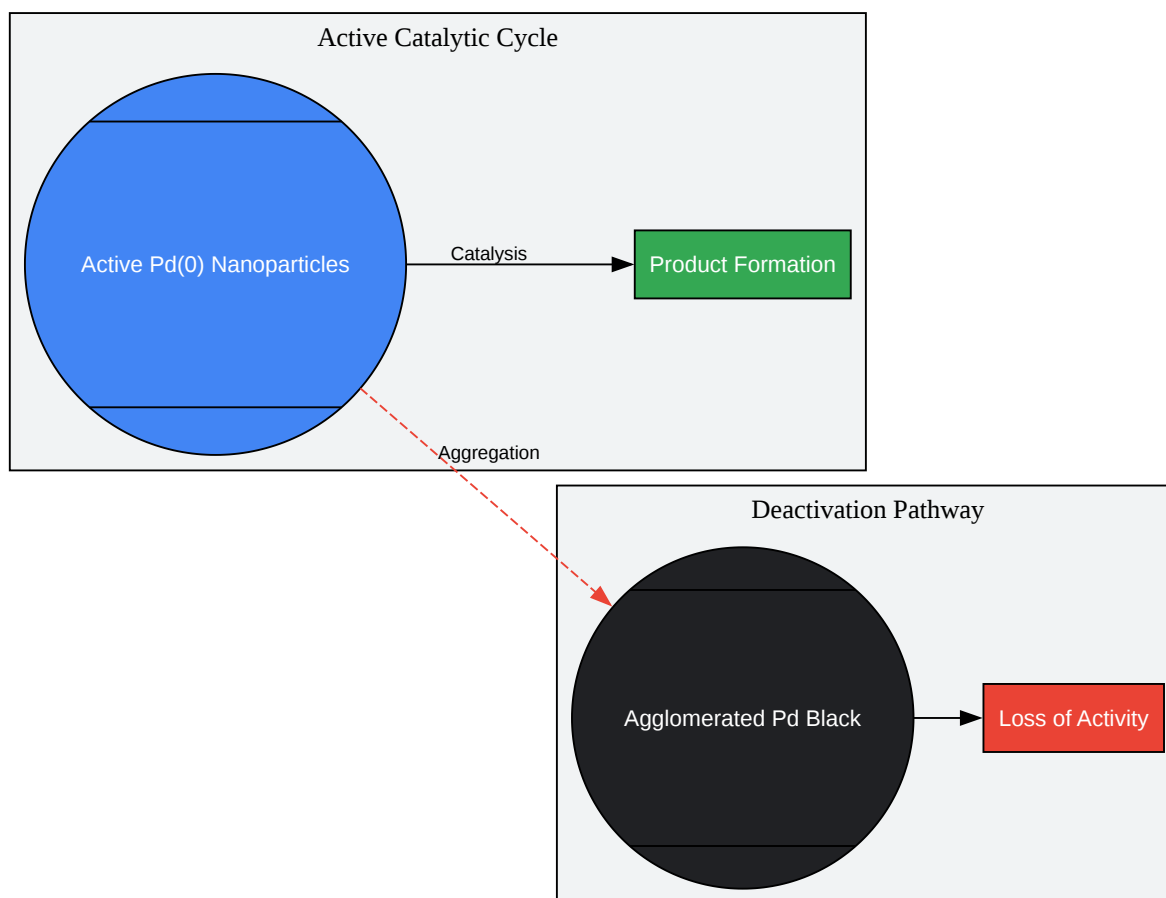 Active Catalytic Cycle
Active Pd(0) Nanoparticles
Catalysis
Product Formation
Aggregation
Deactivation Pathway
Agglomerated Pd Black
Loss of Activity